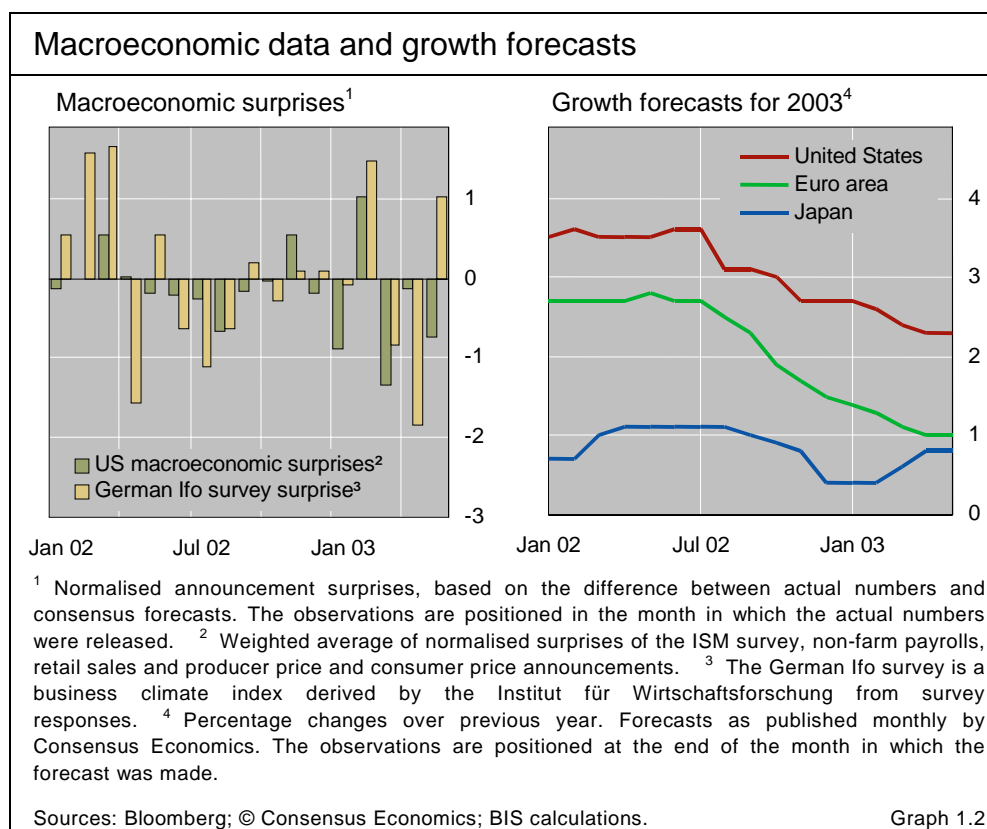 Macroeconomic data and growth forecasts
Macroeconomic surprises¹
1
0
-1
-2
-3
US macroeconomic surprises²
German Ifo survey surprise³
Jan 02 Jul 02 Jan 03
Growth forecasts for 2003⁴
United States
Euro area
Japan
4
3
2
1
0
Jan 02 Jul 02 Jan 03
¹ Normalised announcement surprises, based on the difference between actual numbers and
consensus forecasts. The observations are positioned in the month in which the actual numbers
were released. ² Weighted average of normalised surprises of the ISM survey, non-farm payrolls,
retail sales and producer price and consumer price announcements. ³ The German Ifo survey is a
business climate index derived by the Institut für Wirtschaftsforschung from survey
responses. ⁴ Percentage changes over previous year. Forecasts as published monthly by
Consensus Economics. The observations are positioned at the end of the month in which the
forecast was made.
Sources: Bloomberg; © Consensus Economics; BIS calculations. Graph 1.2